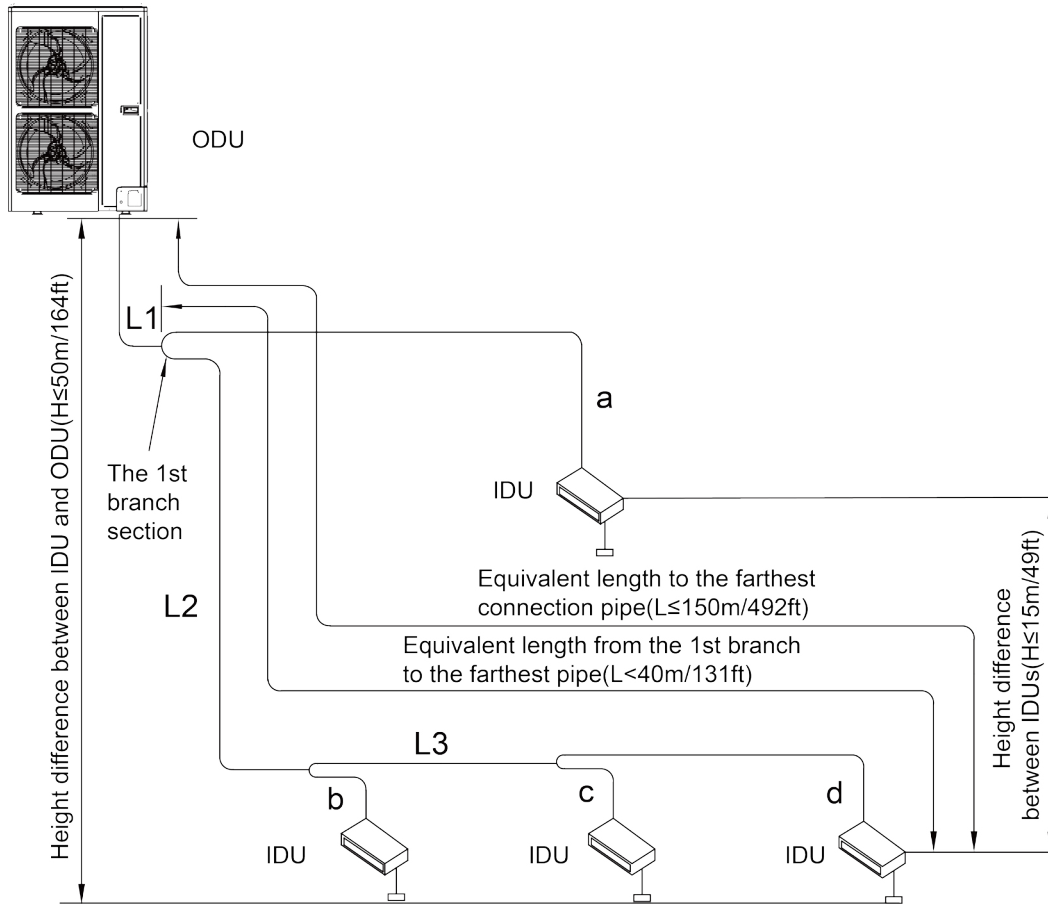 ODU
Height difference between IDU and ODU(H≤50m/164ft)
L1
a
The 1st
branch
section
IDU
L2
Equivalent length to the farthest
connection pipe(L≤150m/492ft)
Equivalent length from the 1st branch
to the farthest pipe(L<40m/131ft)
Height difference
between IDUs(H≤15m/49ft)
L3
b
c
d
IDU
IDU
IDU